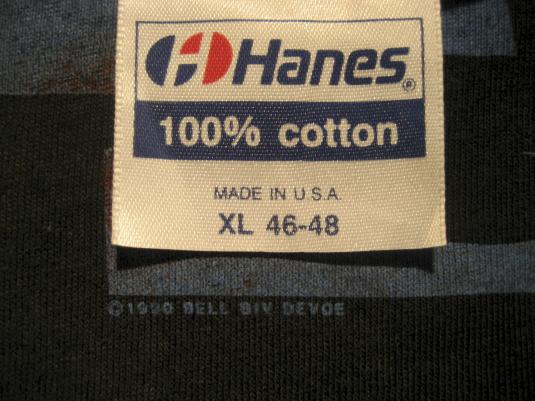 Hanes®
100% cotton
MADE IN U.S.A.
XL 46-48
©1990 BELL BIV DEVOE